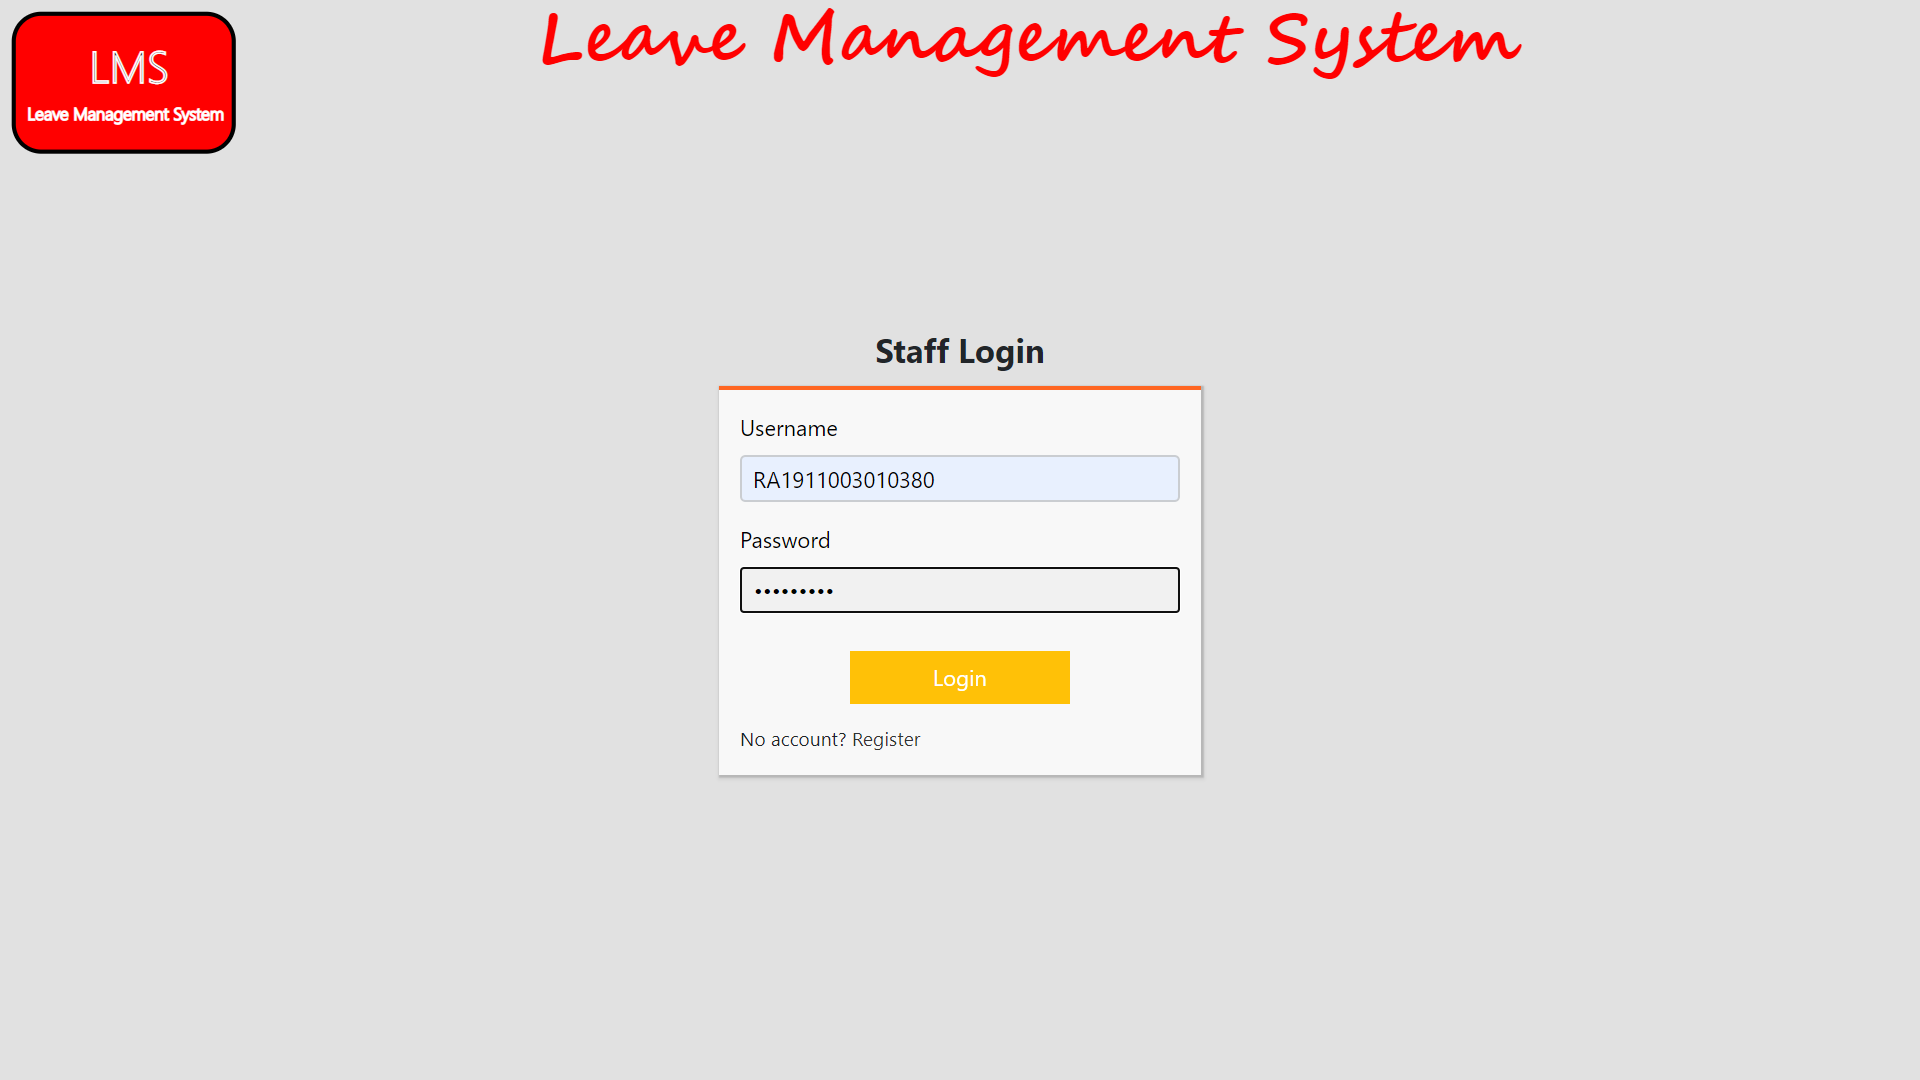 LMS
Leave Management System
Leave Management System
Staff Login
Username
RA1911003010380
Password
•••••••••
Login
No account? Register